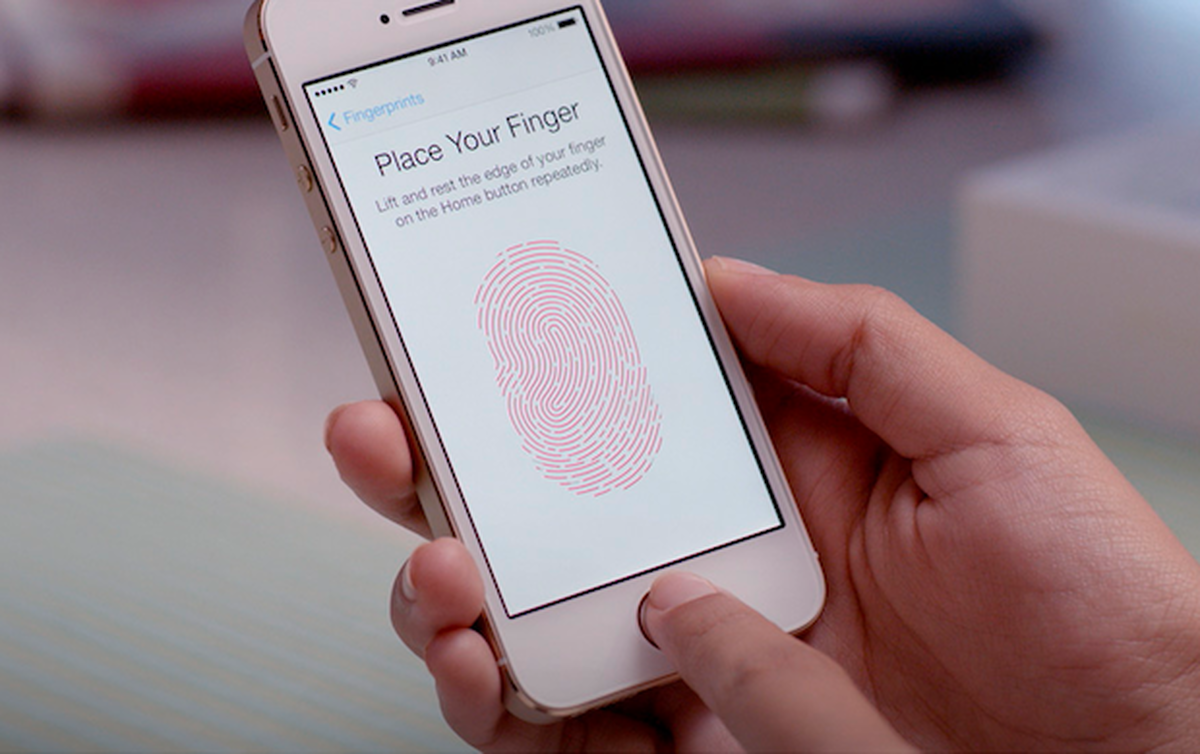 9:41 AM
100%
Fingerprints
Place Your Finger
Lift and rest the edge of your finger
on the Home button repeatedly.